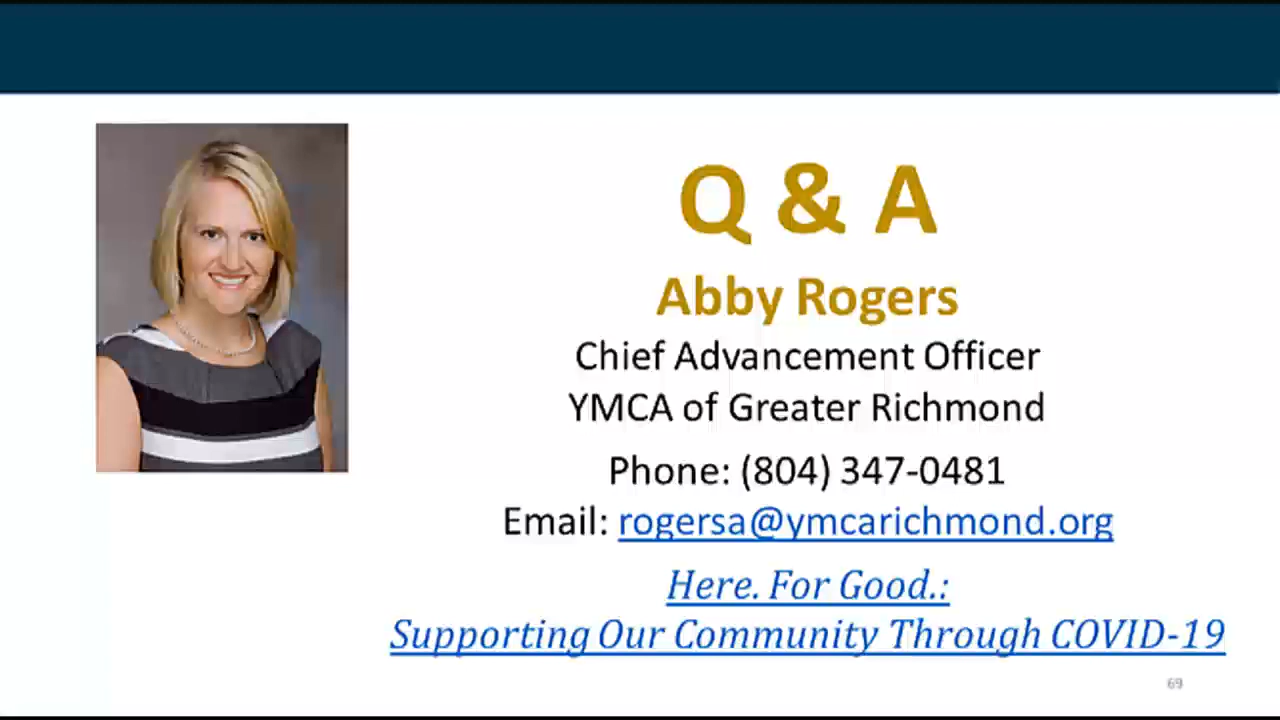 Q & A
Abby Rogers
Chief Advancement Officer
YMCA of Greater Richmond
Phone: (804) 347-0481
Email: rogersa@ymcarichmond.org
Here. For Good.:
Supporting Our Community Through COVID-19
69